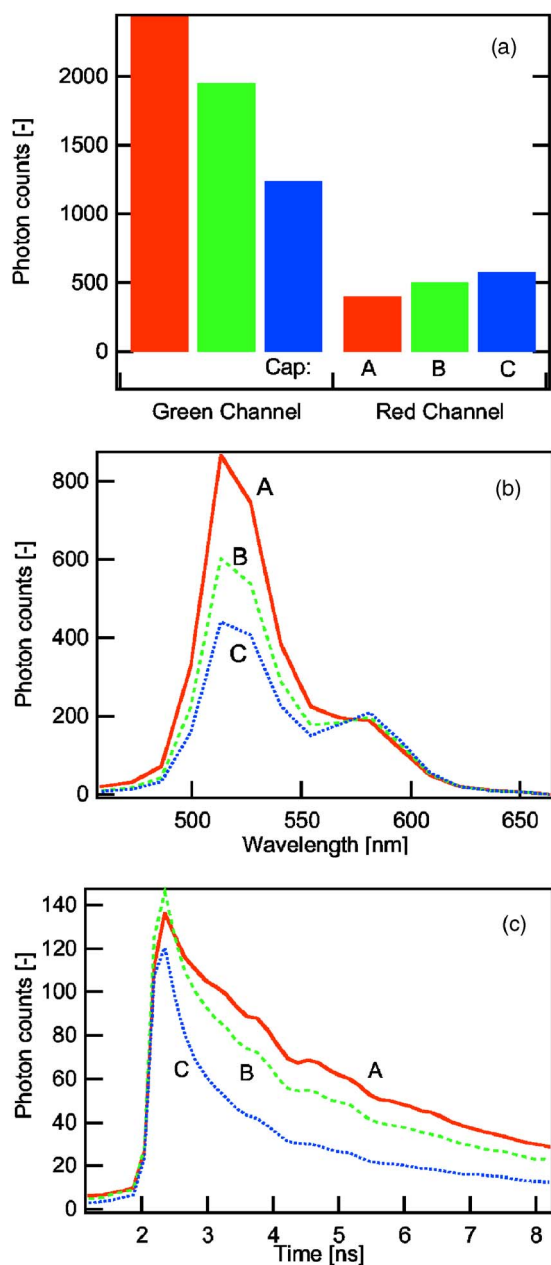 (a)
Photon counts [-]
2000
1500
1000
500
0
Cap: A B C
Green Channel Red Channel
(b)
Photon counts [-]
800
600
400
200
0
A
B
C
500 550 600 650
Wavelength [nm]
(c)
Photon counts [-]
140
120
100
80
60
40
20
0
A
B
C
2 3 4 5 6 7 8
Time [ns]